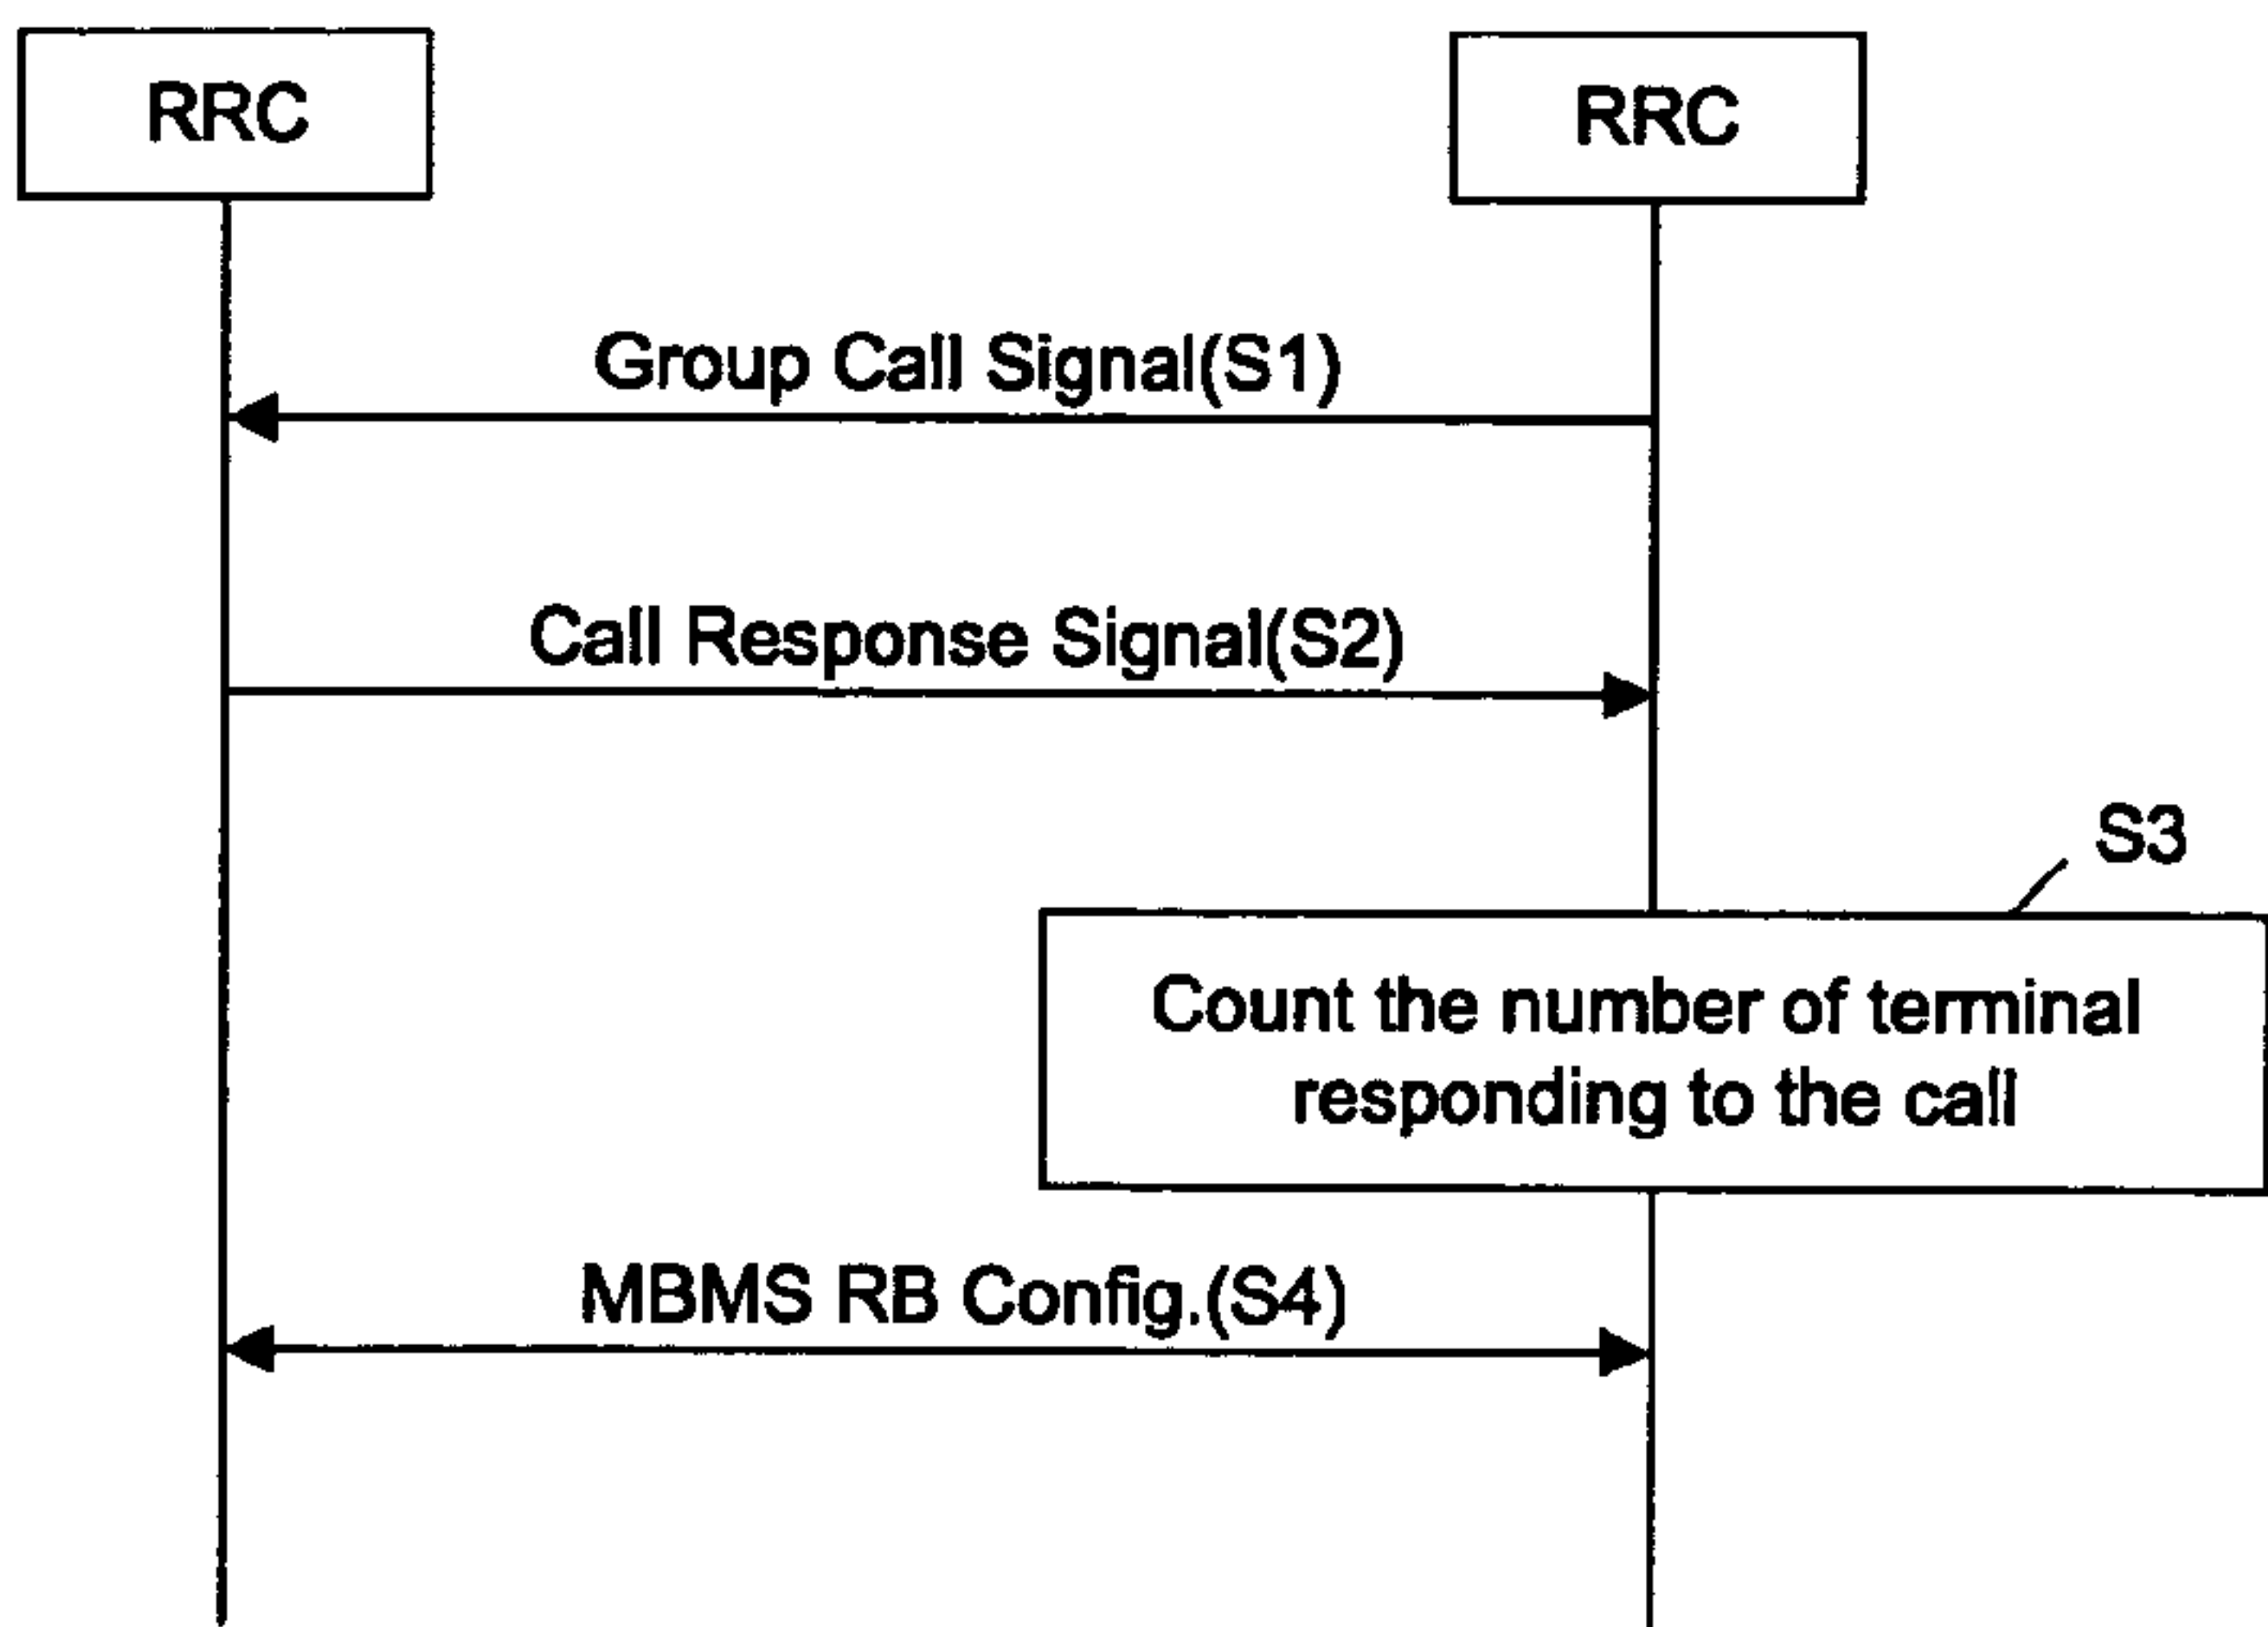 RRC
RRC
Group Call Signal(S1)
Call Response Signal(S2)
S3
Count the number of terminal
responding to the call
MBMS RB Config.(S4)